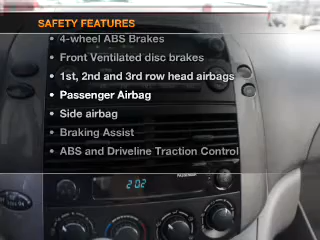 SAFETY FEATURES
• 4-wheel ABS Brakes
• Front Ventilated disc brakes
• 1st, 2nd and 3rd row head airbags
• Passenger Airbag
• Side airbag
• Braking Assist
• ABS and Driveline Traction Control
PASSENGER
2:02